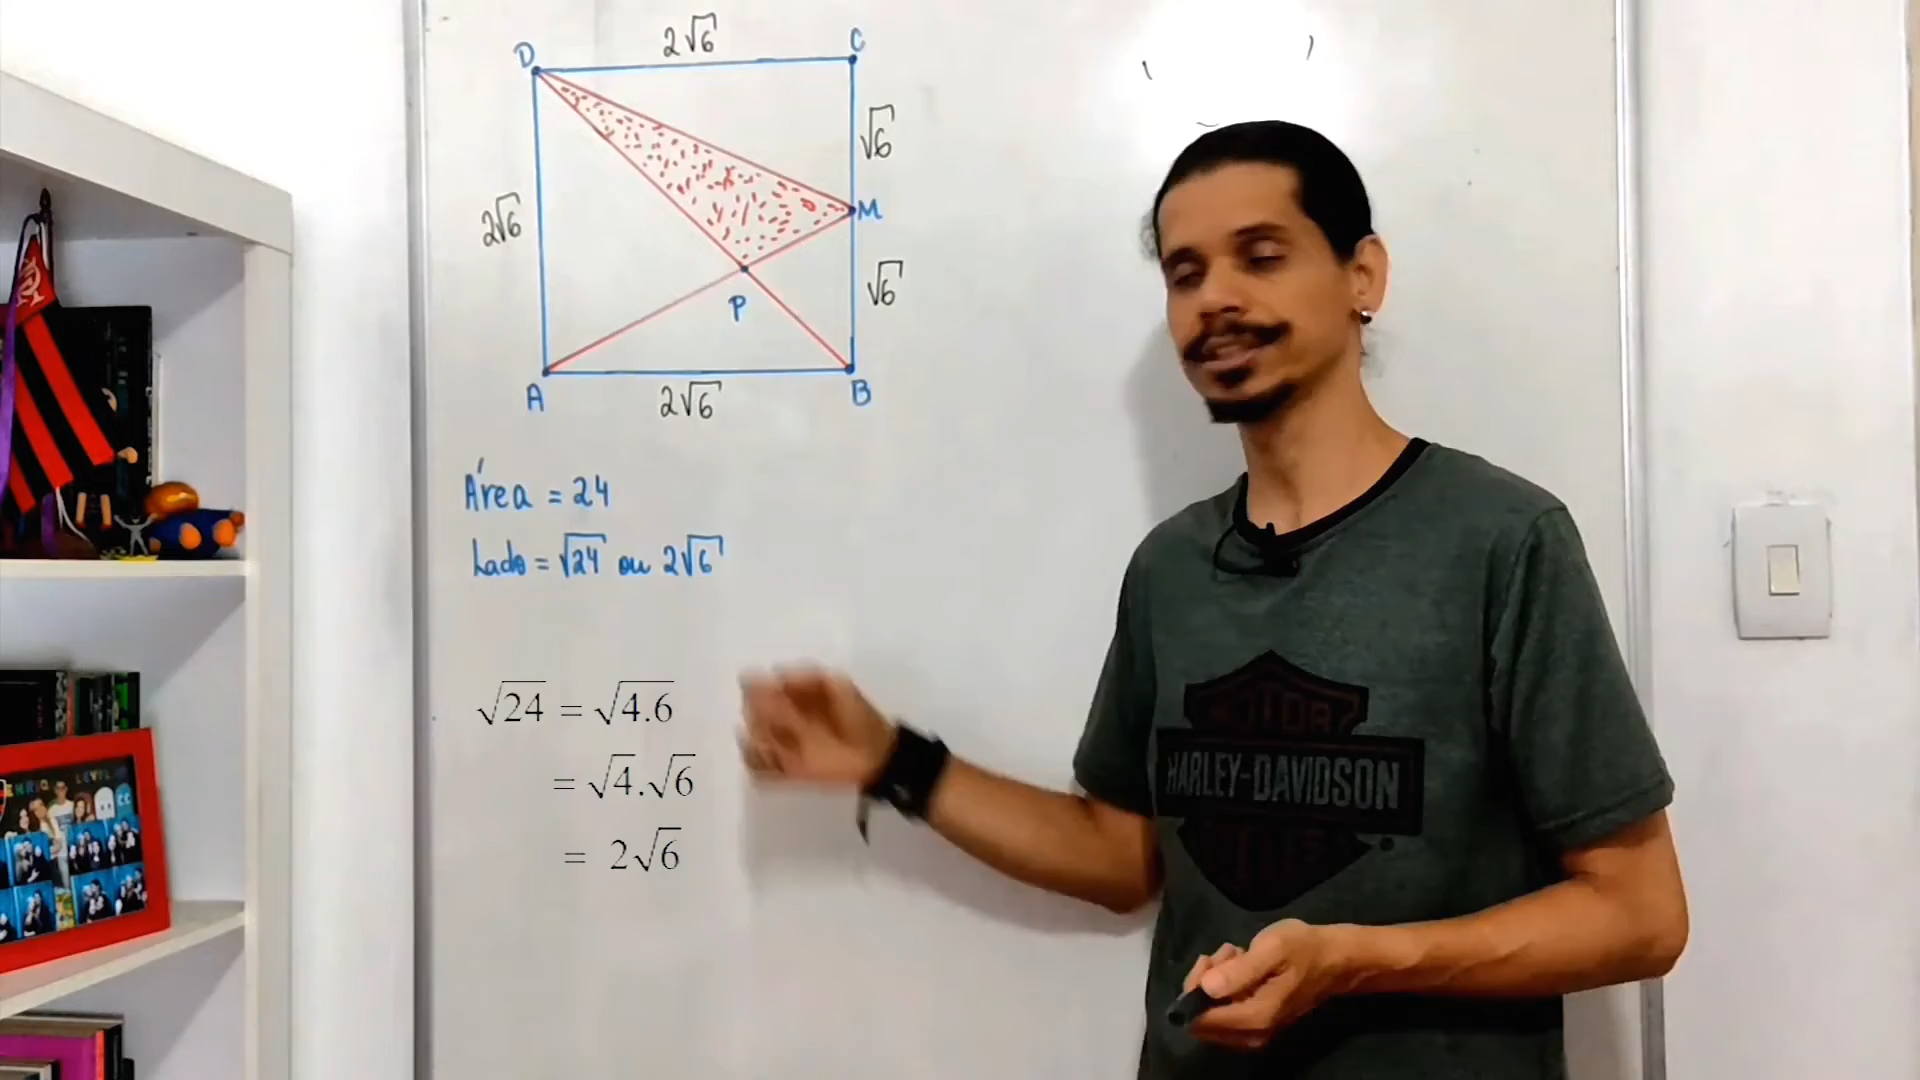 2√6
D
C
√6
2√6
M
√6
P
A
B
2√6
Área = 24
Lado = √24 ou 2√6
√24 = √4.6
= √4.√6
= 2√6
MOTOR
HARLEY-DAVIDSON